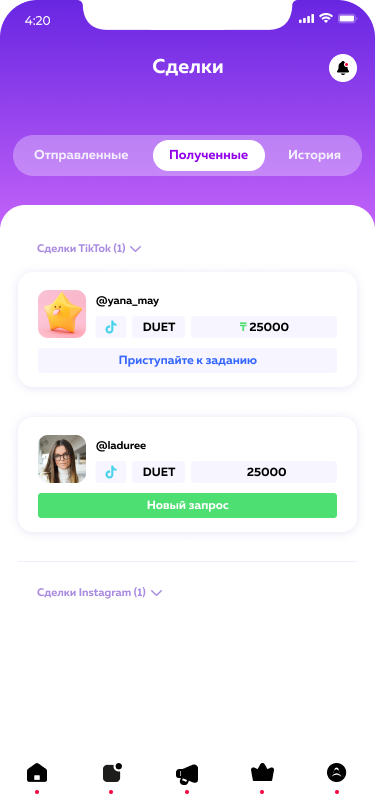 4:20
Сделки
Отправленные Полученные История
Сделки TikTok (1)
@yana_may
DUET ₸ 25000
Приступайте к заданию
@laduree
DUET 25000
Новый запрос
Сделки Instagram (1)